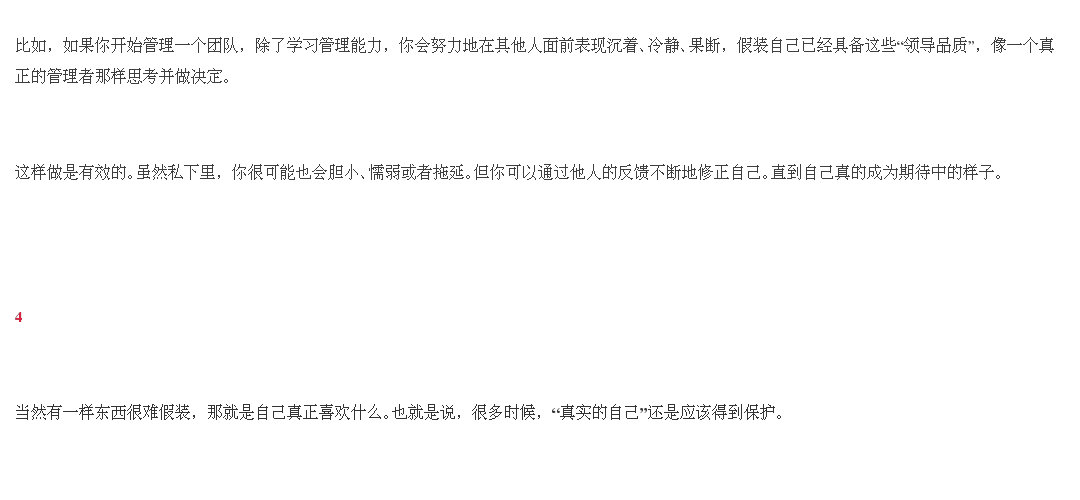 比如，如果你开始管理一个团队，除了学习管理能力，你会努力地在其他人面前表现沉着、冷静、果断，假装自己已经具备这些“领导品质”，像一个真
正的管理者那样思考并做决定。
这样做是有效的。虽然私下里，你很可能也会胆小、懦弱或者拖延。但你可以通过他人的反馈不断地修正自己。直到自己真的成为期待中的样子。
4
当然有一样东西很难假装，那就是自己真正喜欢什么。也就是说，很多时候，“真实的自己”还是应该得到保护。